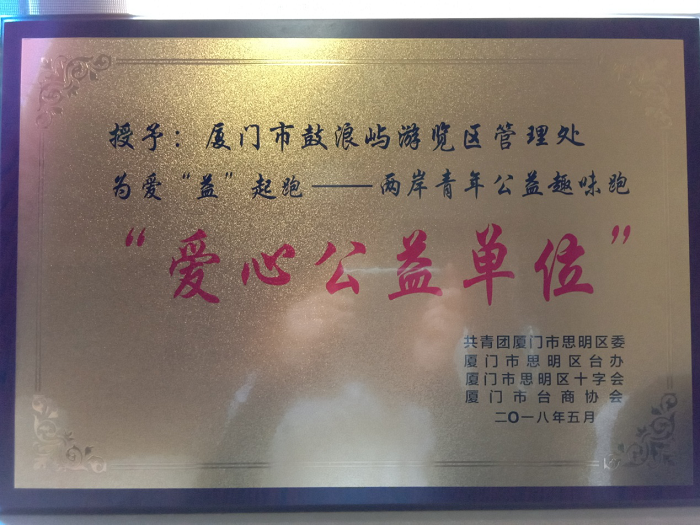 授予：厦门市鼓浪屿游览区管理处
为爱“益”起跑——两岸青年公益趣味跑
“爱心公益单位”
共青团厦门市思明区委
厦门市思明区台办
厦门市思明区红十字会
厦门市台商协会
二〇一八年五月